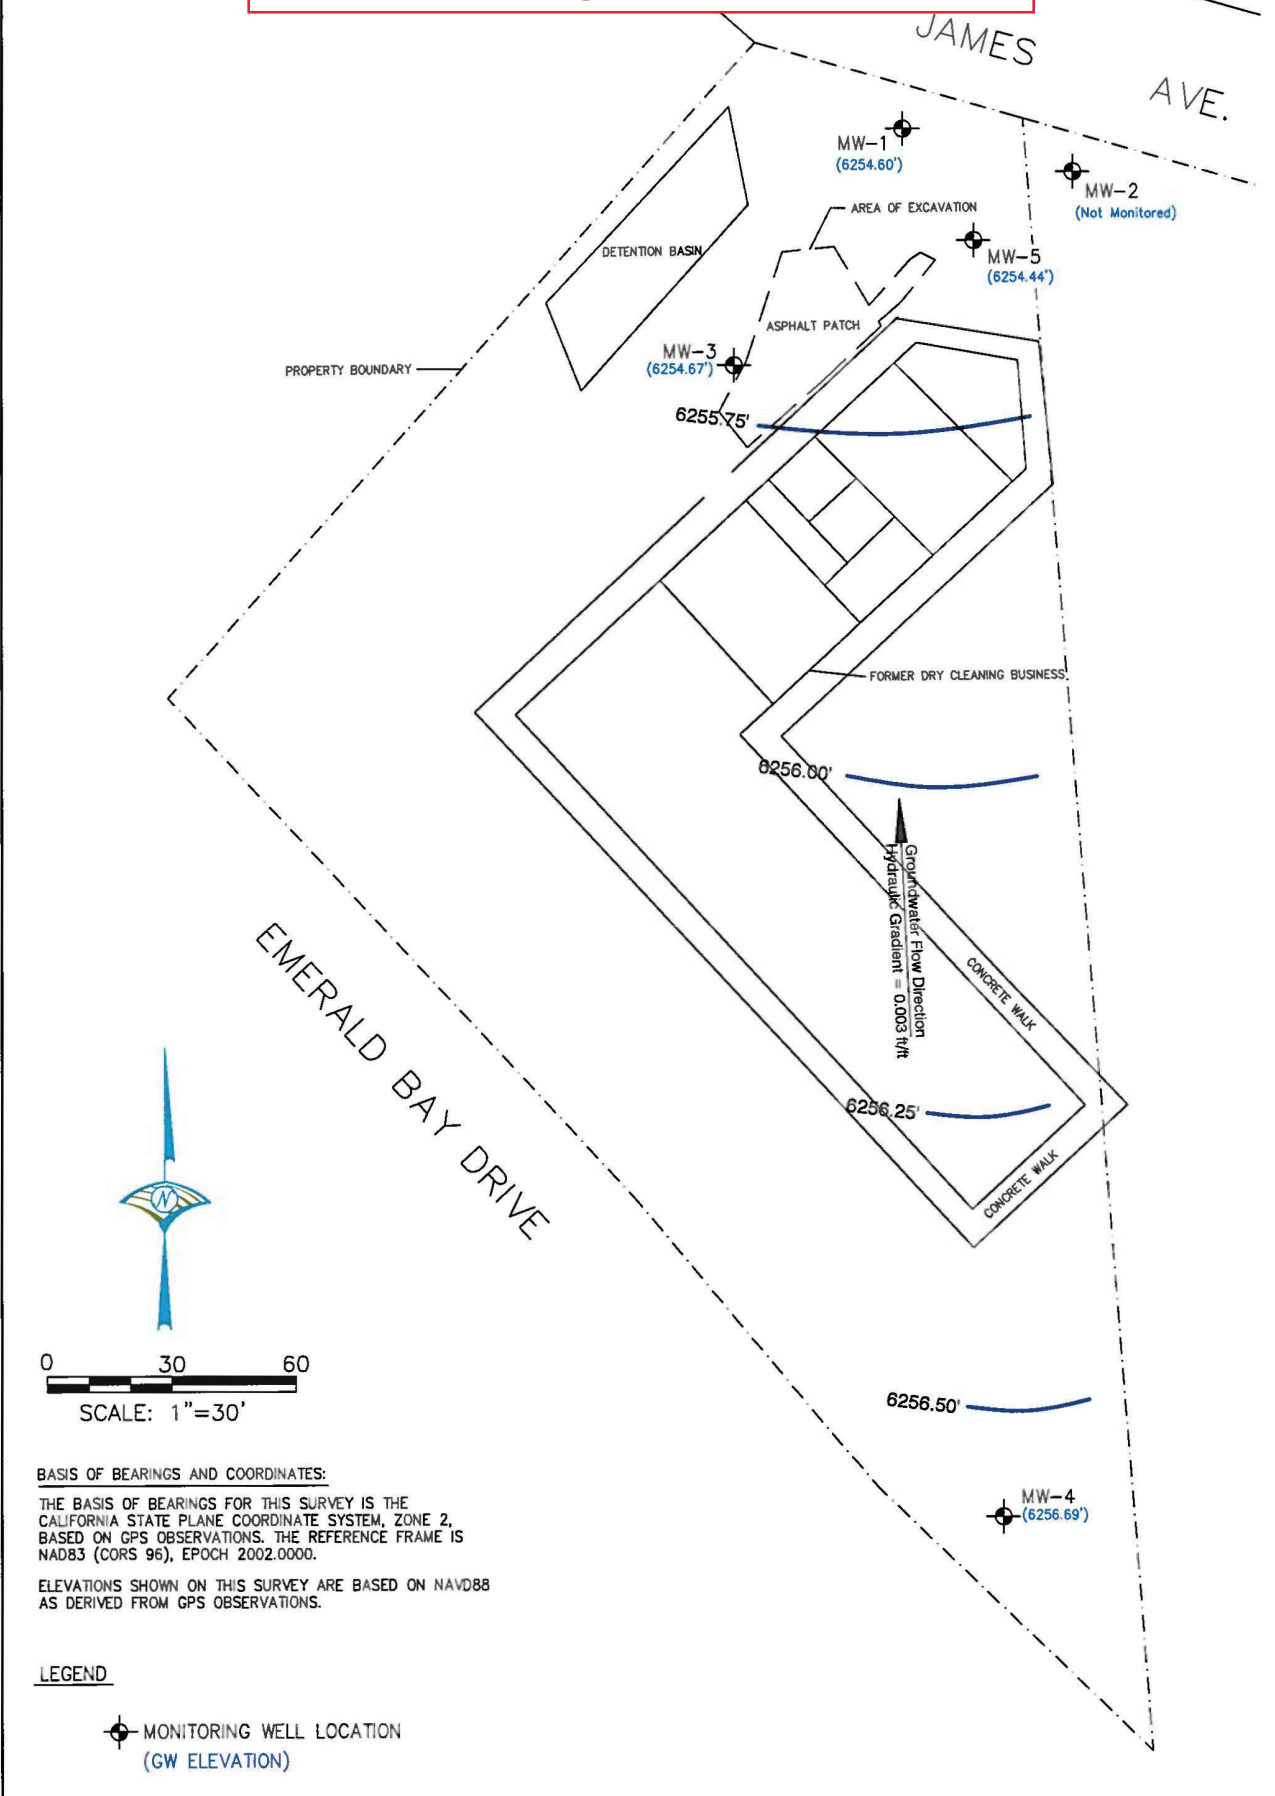 JAMES
AVE.
MW-1
(6254.60')
MW-2
(Not Monitored)
AREA OF EXCAVATION
DETENTION BASIN
MW-5
(6254.44')
ASPHALT PATCH
MW-3
(6254.67')
PROPERTY BOUNDARY
6255.75'
FORMER DRY CLEANING BUSINESS
6256.00'
Groundwater Flow Direction
Hydraulic Gradient = 0.003 ft/ft
CONCRETE WALK
EMERALD BAY DRIVE
6256.25'
CONCRETE WALK
N
0 30 60
SCALE: 1"=30'
6256.50'
BASIS OF BEARINGS AND COORDINATES:
THE BASIS OF BEARINGS FOR THIS SURVEY IS THE
CALIFORNIA STATE PLANE COORDINATE SYSTEM, ZONE 2,
BASED ON GPS OBSERVATIONS. THE REFERENCE FRAME IS
NAD83 (CORS 96), EPOCH 2002.0000.
MW-4
(6256.69')
ELEVATIONS SHOWN ON THIS SURVEY ARE BASED ON NAVD88
AS DERIVED FROM GPS OBSERVATIONS.
LEGEND
MONITORING WELL LOCATION
(GW ELEVATION)